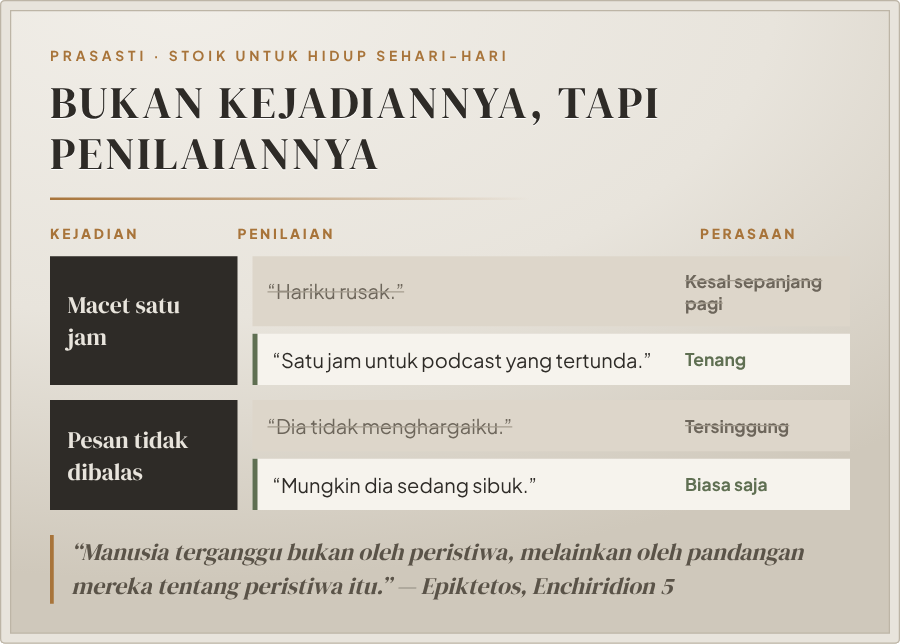 PRASASTI · STOIK UNTUK HIDUP SEHARI-HARI
BUKAN KEJADIANNYA, TAPI
PENILAIANNYA
KEJADIAN PENILAIAN PERASAAN
Macet satu
jam
“Hariku rusak.”
Kesal sepanjang
pagi
“Satu jam untuk podcast yang tertunda.” Tenang
Pesan tidak
dibalas
“Dia tidak menghargaiku.” Tersinggung
“Mungkin dia sedang sibuk.” Biasa saja
“Manusia terganggu bukan oleh peristiwa, melainkan oleh pandangan
mereka tentang peristiwa itu.” — Epiktetos, Enchiridion 5